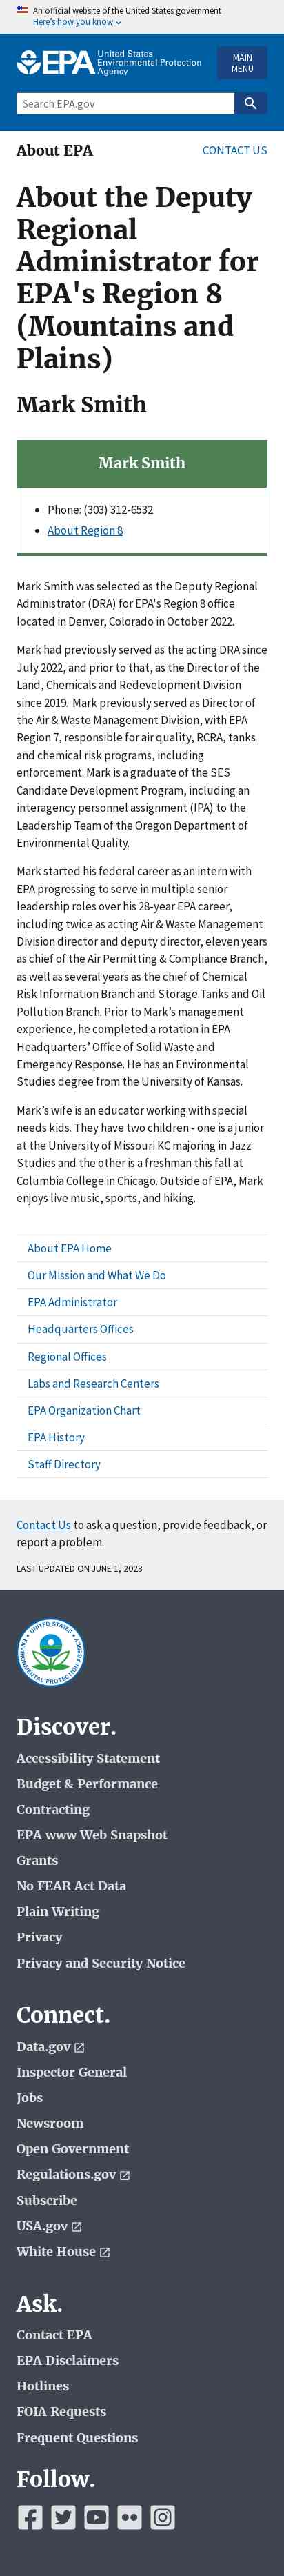 An official website of the United States government
Here's how you know
EPA United States
Environmental Protection
Agency
MAIN
MENU
Search EPA.gov
About EPA
CONTACT US
About the Deputy
Regional
Administrator for
EPA's Region 8
(Mountains and
Plains)
Mark Smith
Mark Smith
• Phone: (303) 312-6532
• About Region 8
Mark Smith was selected as the Deputy Regional
Administrator (DRA) for EPA's Region 8 office
located in Denver, Colorado in October 2022.
Mark had previously served as the acting DRA since
July 2022, and prior to that, as the Director of the
Land, Chemicals and Redevelopment Division
since 2019.  Mark previously served as Director of
the Air & Waste Management Division, with EPA
Region 7, responsible for air quality, RCRA, tanks
and chemical risk programs, including
enforcement. Mark is a graduate of the SES
Candidate Development Program, including an
interagency personnel assignment (IPA) to the
Leadership Team of the Oregon Department of
Environmental Quality.
Mark started his federal career as an intern with
EPA progressing to serve in multiple senior
leadership roles over his 28-year EPA career,
including twice as acting Air & Waste Management
Division director and deputy director, eleven years
as chief of the Air Permitting & Compliance Branch,
as well as several years as the chief of Chemical
Risk Information Branch and Storage Tanks and Oil
Pollution Branch. Prior to Mark's management
experience, he completed a rotation in EPA
Headquarters' Office of Solid Waste and
Emergency Response. He has an Environmental
Studies degree from the University of Kansas.
Mark's wife is an educator working with special
needs kids. They have two children - one is a junior
at the University of Missouri KC majoring in Jazz
Studies and the other is a freshman this fall at
Columbia College in Chicago. Outside of EPA, Mark
enjoys live music, sports, and hiking.
About EPA Home
Our Mission and What We Do
EPA Administrator
Headquarters Offices
Regional Offices
Labs and Research Centers
EPA Organization Chart
EPA History
Staff Directory
Contact Us to ask a question, provide feedback, or
report a problem.
LAST UPDATED ON JUNE 1, 2023
UNITED STATES
ENVIRONMENTAL PROTECTION AGENCY
Discover.
Accessibility Statement
Budget & Performance
Contracting
EPA www Web Snapshot
Grants
No FEAR Act Data
Plain Writing
Privacy
Privacy and Security Notice
Connect.
Data.gov
Inspector General
Jobs
Newsroom
Open Government
Regulations.gov
Subscribe
USA.gov
White House
Ask.
Contact EPA
EPA Disclaimers
Hotlines
FOIA Requests
Frequent Questions
Follow.